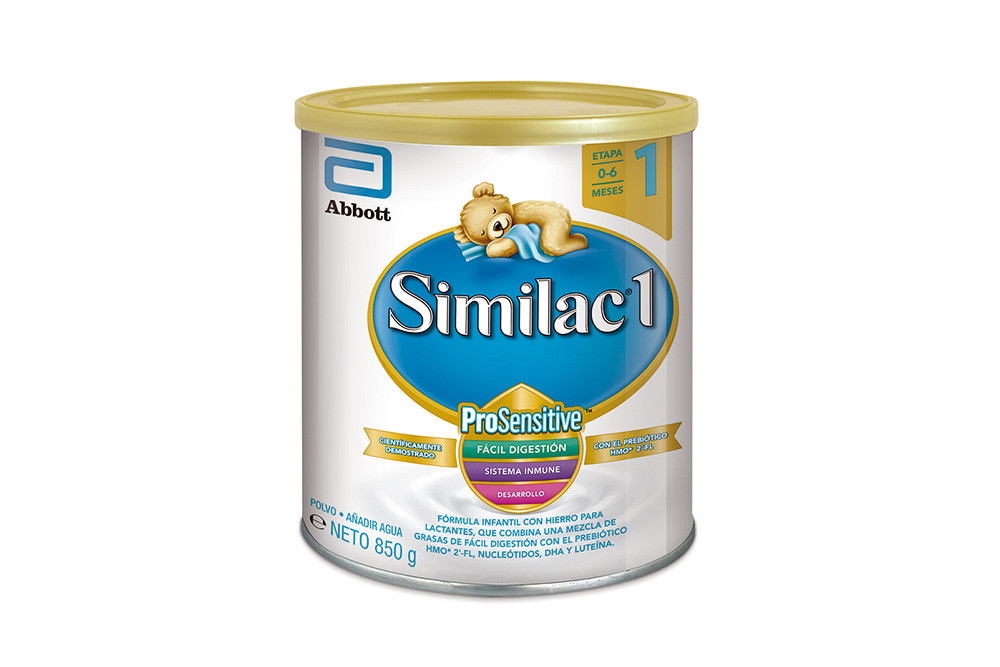 Abbott
ETAPA
0-6
MESES
1
Similac® 1
ProSensitive™
FÁCIL DIGESTIÓN
SISTEMA INMUNE
DESARROLLO
CIENTÍFICAMENTE
DEMOSTRADO
CON EL PREBIÓTICO
HMO* 2'-FL
POLVO • AÑADIR AGUA
℮ NETO 850 g
FÓRMULA INFANTIL CON HIERRO PARA
LACTANTES, QUE COMBINA UNA MEZCLA DE
GRASAS DE FÁCIL DIGESTIÓN CON EL PREBIÓTICO
HMO* 2'-FL, NUCLEÓTIDOS, DHA Y LUTEÍNA.